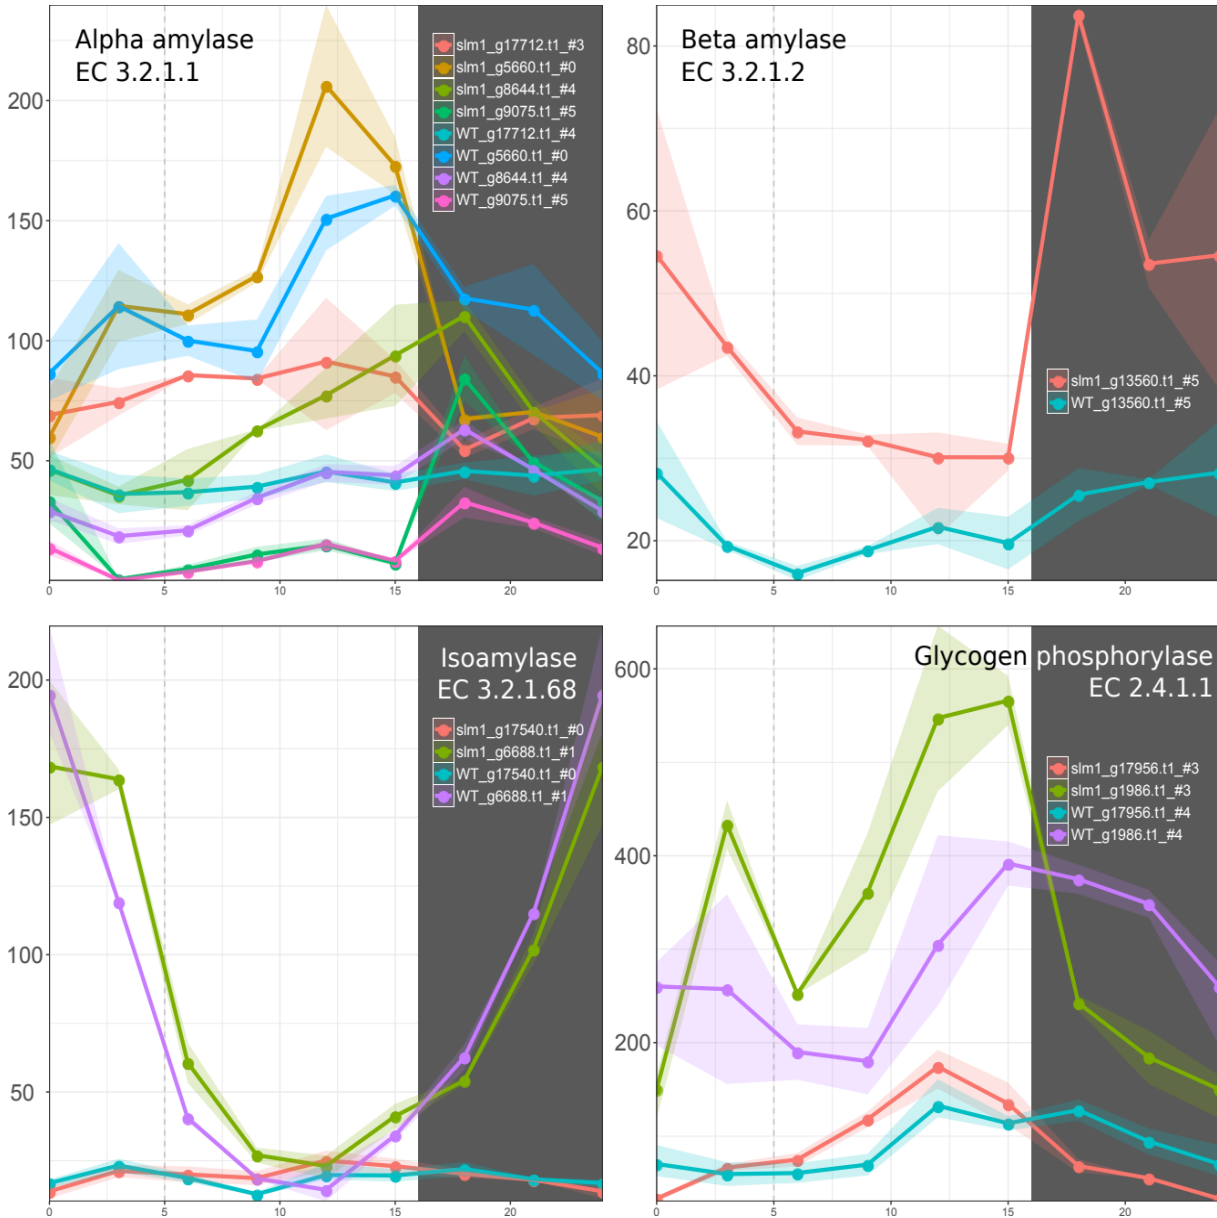 Alpha amylase
EC 3.2.1.1
slm1_g17712.t1_#3
slm1_g5660.t1_#0
slm1_g8644.t1_#4
slm1_g9075.t1_#5
WT_g17712.t1_#4
WT_g5660.t1_#0
WT_g8644.t1_#4
WT_g9075.t1_#5
200
150
100
50
0 5 10 15 20
Beta amylase
EC 3.2.1.2
slm1_g13560.t1_#5
WT_g13560.t1_#5
80
60
40
20
0 5 10 15 20
Isoamylase
EC 3.2.1.68
slm1_g17540.t1_#0
slm1_g6688.t1_#1
WT_g17540.t1_#0
WT_g6688.t1_#1
200
150
100
50
0 5 10 15 20
Glycogen phosphorylase
EC 2.4.1.1
slm1_g17956.t1_#3
slm1_g1986.t1_#3
WT_g17956.t1_#4
WT_g1986.t1_#4
600
400
200
0 5 10 15 20